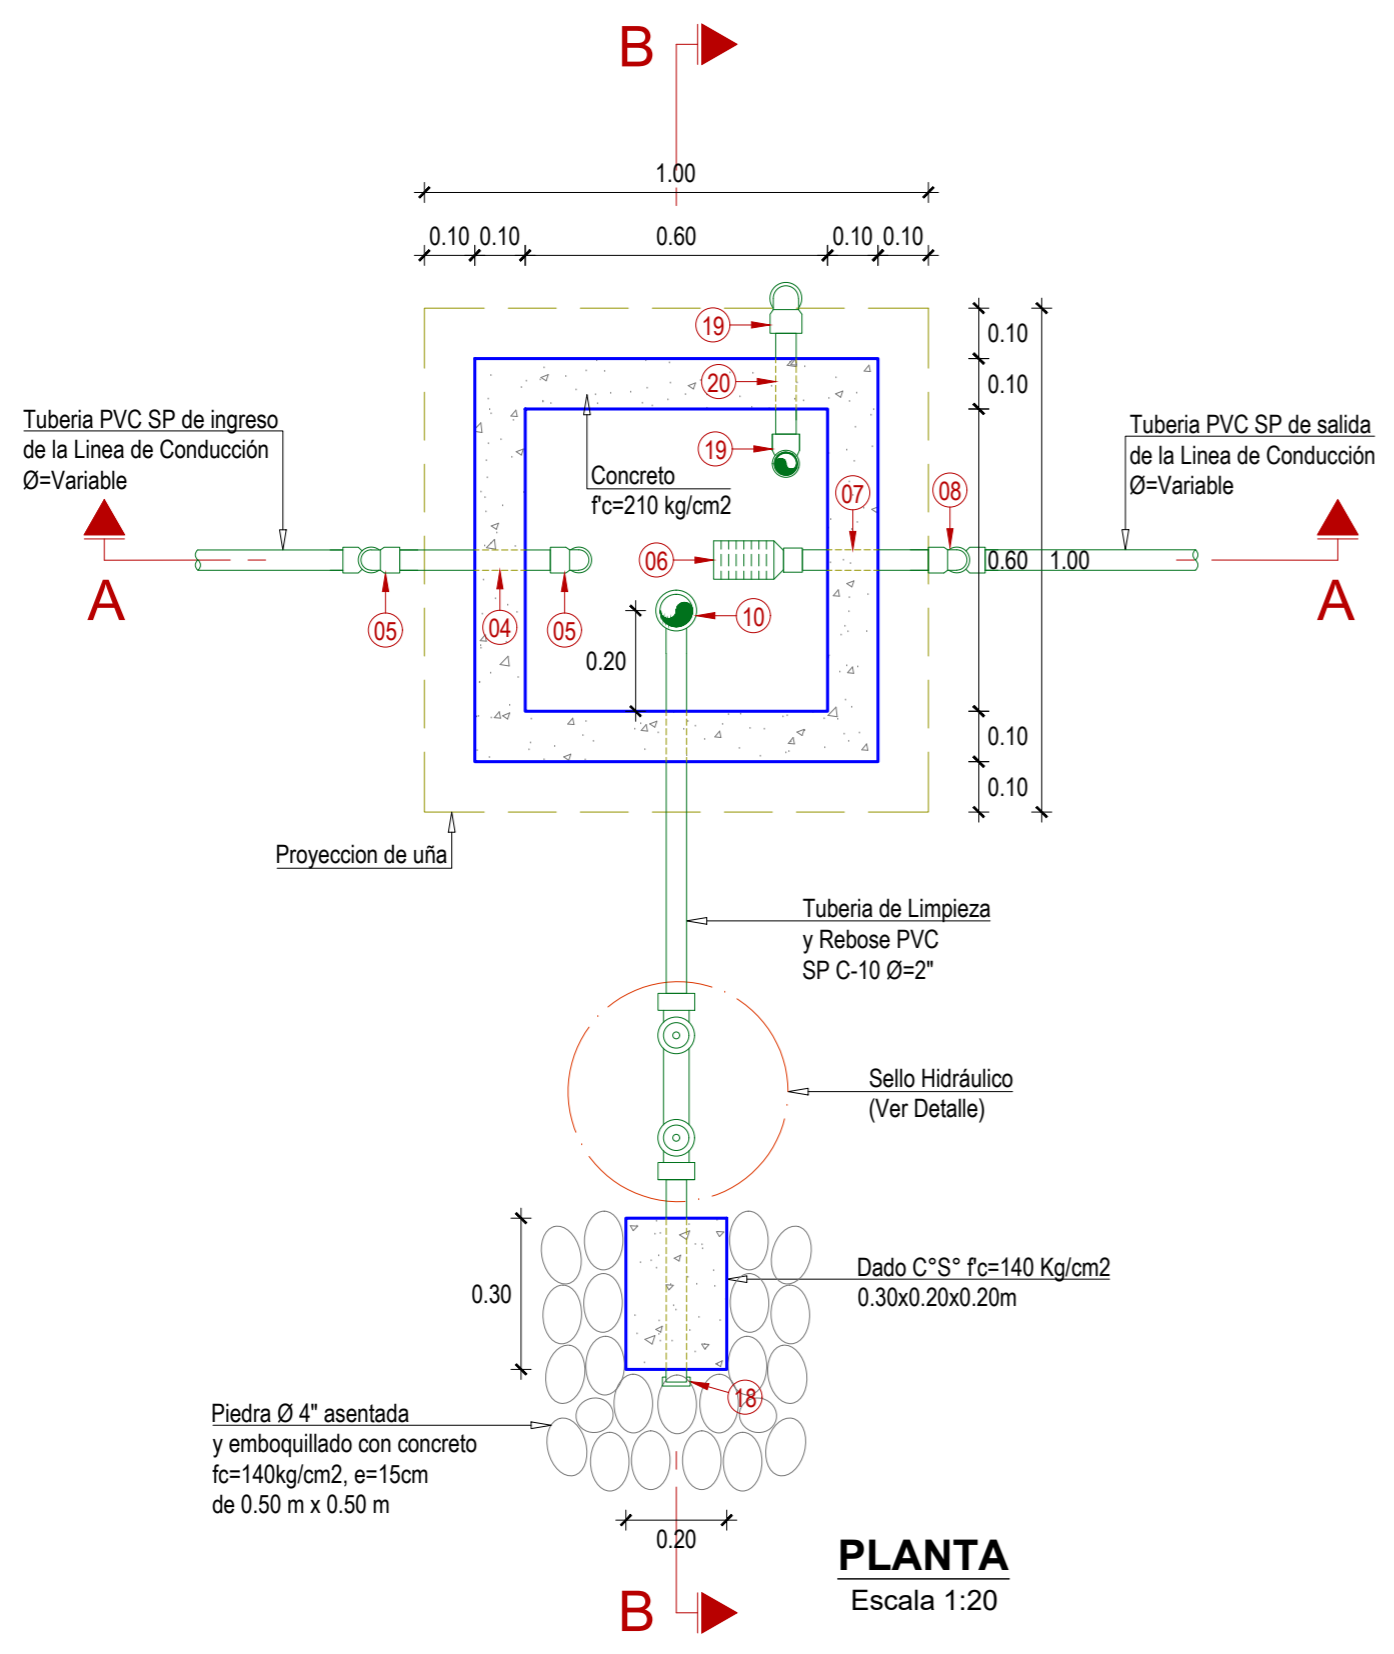 B
1.00
0.10 0.10 0.60 0.10 0.10
19
0.10
20
0.10
Tuberia PVC SP de ingreso
de la Linea de Conducción
Ø=Variable
Tuberia PVC SP de salida
de la Linea de Conducción
Ø=Variable
19
Concreto
f'c=210 kg/cm2
07
08
A
06
0.60
1.00
A
05
04
05
10
0.20
0.10
0.10
Proyeccion de uña
Tuberia de Limpieza
y Rebose PVC
SP C-10 Ø=2"
Sello Hidráulico
(Ver Detalle)
Dado C°S° f'c=140 Kg/cm2
0.30x0.20x0.20m
0.30
18
Piedra Ø 4" asentada
y emboquillado con concreto
fc=140kg/cm2, e=15cm
de 0.50 m x 0.50 m
0.20
PLANTA
Escala 1:20
B